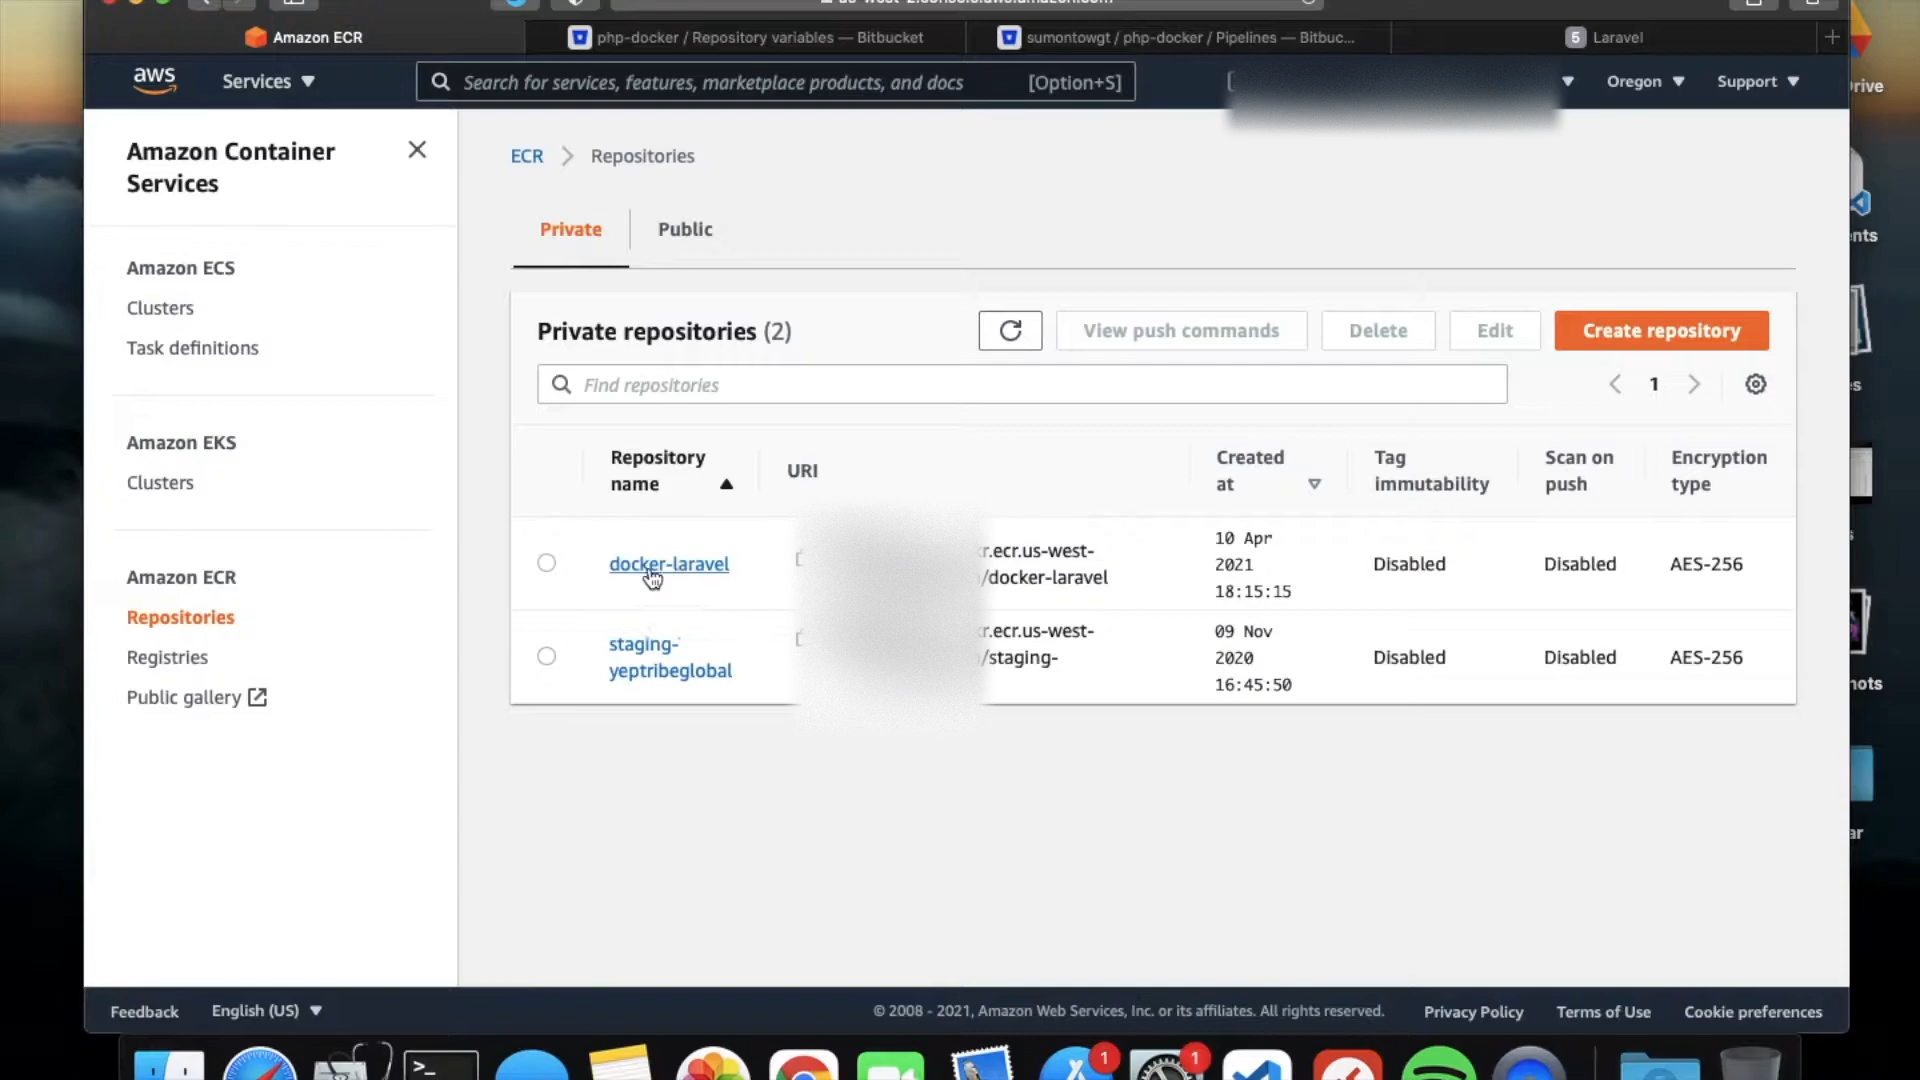 Amazon ECR
php-docker / Repository variables — Bitbucket
sumontowgt / php-docker / Pipelines — Bitbuc...
5 Laravel
aws
Services ▼
Search for services, features, marketplace products, and docs
[Option+S]
Oregon ▼
Support ▼
Amazon Container
Services
Amazon ECS
Clusters
Task definitions
Amazon EKS
Clusters
Amazon ECR
Repositories
Registries
Public gallery
ECR
Repositories
Private
Public
Private repositories (2)
View push commands
Delete
Edit
Create repository
Find repositories
1
Repository
name
URI
Created
at
Tag
immutability
Scan on
push
Encryption
type
docker-laravel
r.ecr.us-west-
/docker-laravel
10 Apr
2021
18:15:15
Disabled
Disabled
AES-256
staging-
yeptribeglobal
r.ecr.us-west-
/staging-
09 Nov
2020
16:45:50
Disabled
Disabled
AES-256
Feedback
English (US) ▼
© 2008 - 2021, Amazon Web Services, Inc. or its affiliates. All rights reserved.
Privacy Policy
Terms of Use
Cookie preferences
1
1